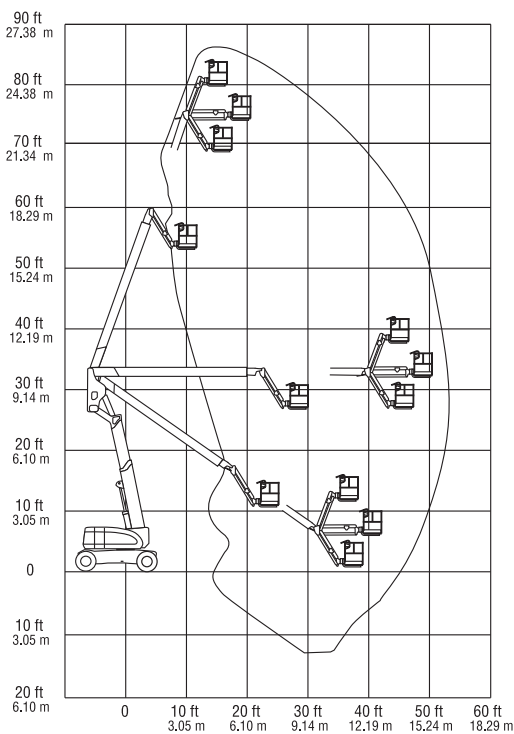 90 ft
27.38 m
80 ft
24.38 m
70 ft
21.34 m
60 ft
18.29 m
50 ft
15.24 m
40 ft
12.19 m
30 ft
9.14 m
20 ft
6.10 m
10 ft
3.05 m
0
10 ft
3.05 m
20 ft
6.10 m
0 10 ft 20 ft 30 ft 40 ft 50 ft 60 ft
3.05 m 6.10 m 9.14 m 12.19 m 15.24 m 18.29 m